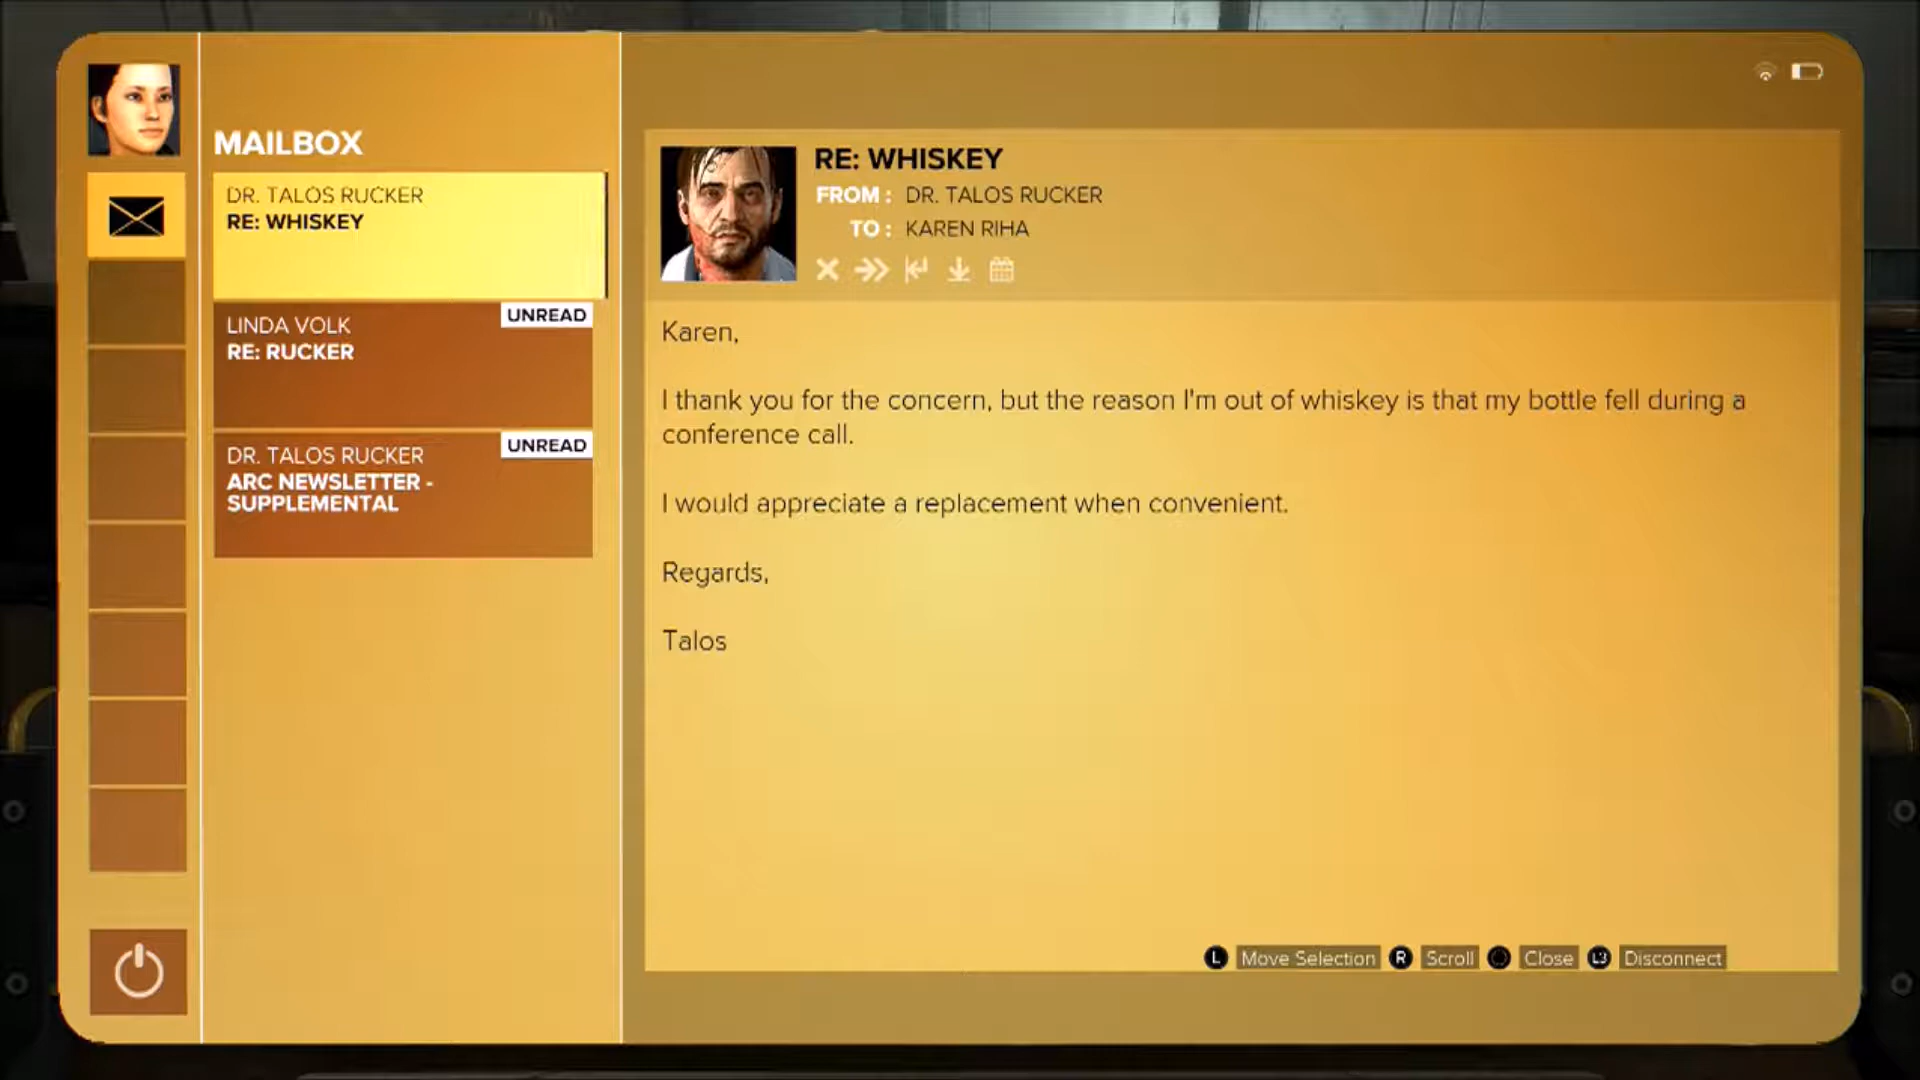 MAILBOX
DR. TALOS RUCKER
RE: WHISKEY
UNREAD
LINDA VOLK
RE: RUCKER
UNREAD
DR. TALOS RUCKER
ARC NEWSLETTER -
SUPPLEMENTAL
RE: WHISKEY
FROM : DR. TALOS RUCKER
TO : KAREN RIHA
Karen,
I thank you for the concern, but the reason I'm out of whiskey is that my bottle fell during a
conference call.
I would appreciate a replacement when convenient.
Regards,
Talos
L Move Selection R Scroll Close L3 Disconnect